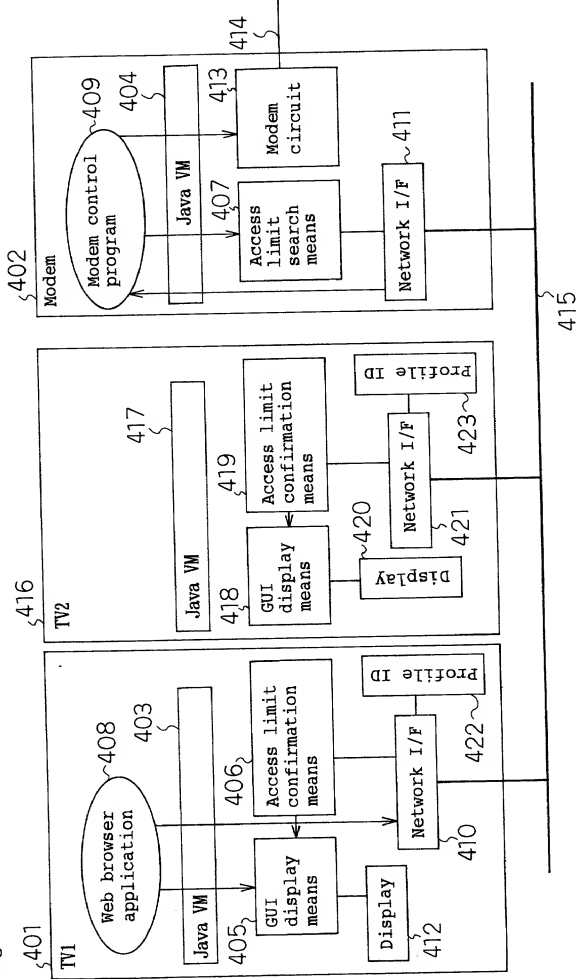 401
TV1
Web browser
application
408
403
Java VM
405
GUI
display
means
406
Access limit
confirmation
means
Display
412
Network I/F
410
Profile ID
422
416
TV2
417
Java VM
418
GUI
display
means
419
Access limit
confirmation
means
420
Display
Network I/F
421
Profile ID
423
402
Modem
Modem control
program
409
404
Java VM
407
Access
limit
search
means
413
Modem
circuit
414
Network I/F
411
415